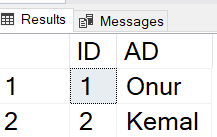 Results Messages
ID AD
1 1 Onur
2 2 Kemal